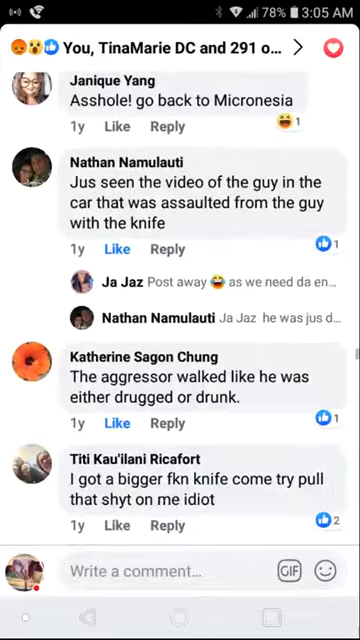 78% 3:05 AM
You, TinaMarie DC and 291 o...
Janique Yang
Asshole! go back to Micronesia
1y Like Reply 1
Nathan Namulauti
Jus seen the video of the guy in the
car that was assaulted from the guy
with the knife
1y Like Reply 1
Ja Jaz Post away 😂 as we need da en...
Nathan Namulauti Ja Jaz he was jus d...
Katherine Sagon Chung
The aggressor walked like he was
either drugged or drunk.
1y Like Reply 1
Titi Kau'ilani Ricafort
I got a bigger fkn knife come try pull
that shyt on me idiot
1y Like Reply 2
Write a comment...
GIF